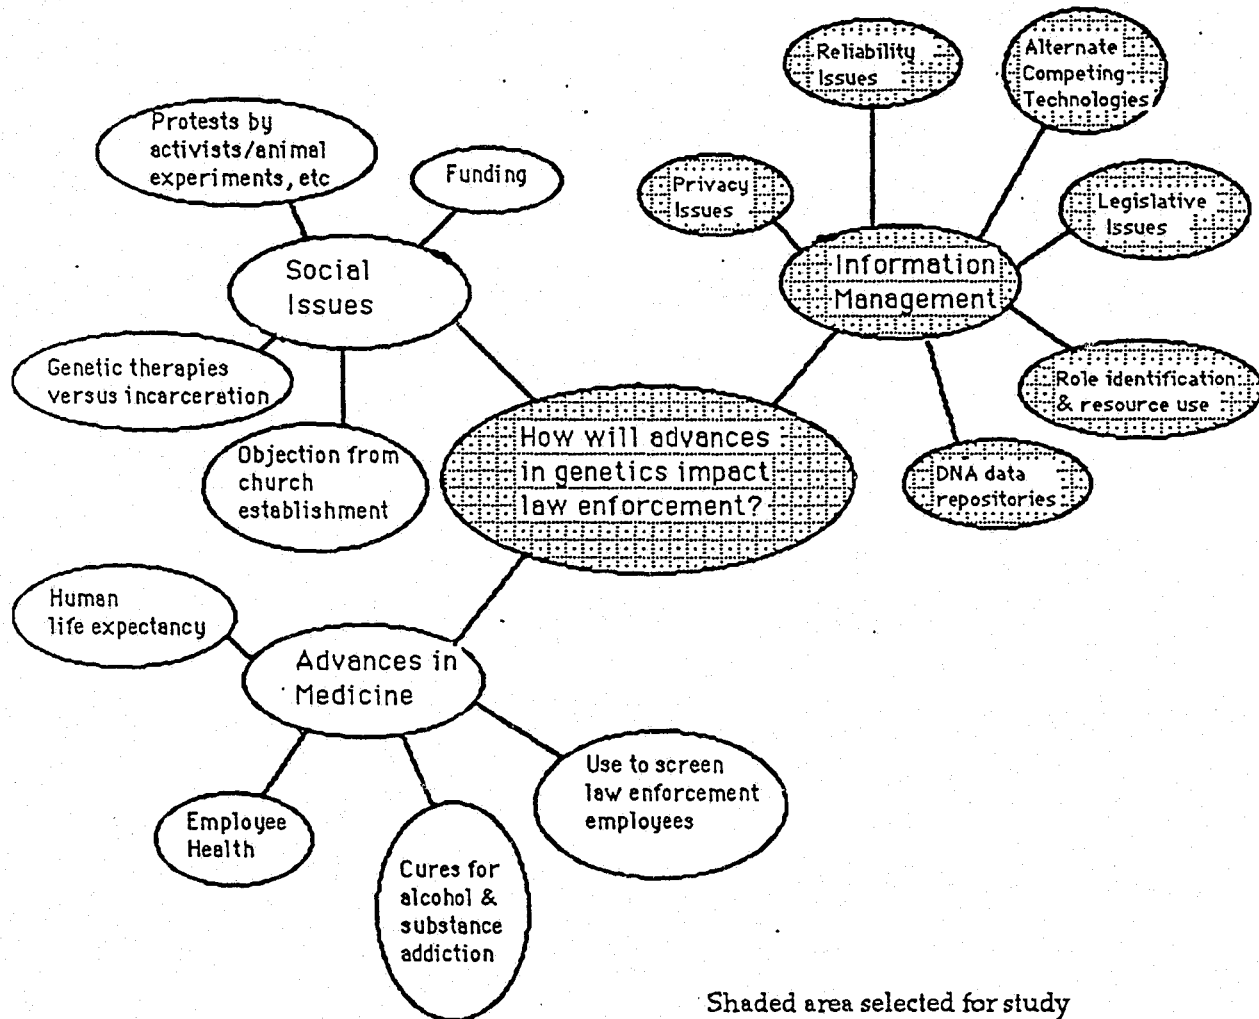 Reliability
Issues
Alternate
Competing
Technologies
Protests by
activists/animal
experiments, etc
Funding
Privacy
Issues
Legislative
Issues
Social
Issues
Information
Management
Genetic therapies
versus incarceration
Role identification
& resource use
Objection from
church
establishment
How will advances
in genetics impact
law enforcement?
DNA data
repositories
Human
life expectancy
Advances in
Medicine
Use to screen
law enforcement
employees
Employee
Health
Cures for
alcohol &
substance
addiction
Shaded area selected for study